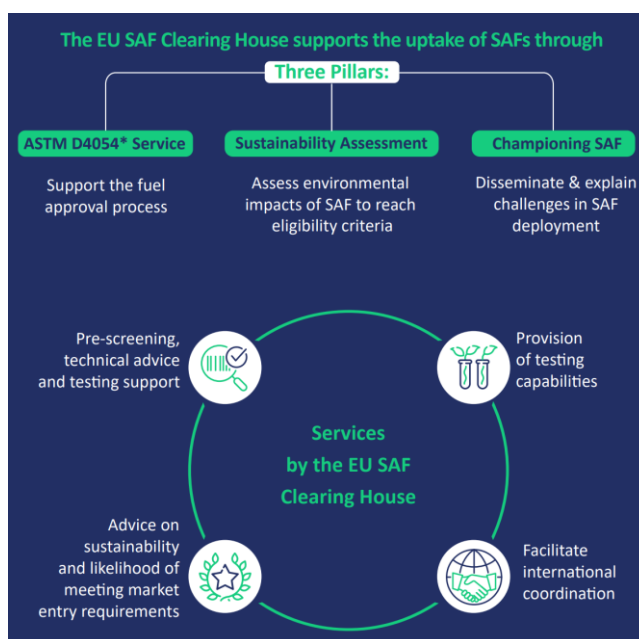 The EU SAF Clearing House supports the uptake of SAFs through
Three Pillars:
ASTM D4054* Service
Support the fuel
approval process
Sustainability Assessment
Assess environmental
impacts of SAF to reach
eligibility criteria
Championing SAF
Disseminate & explain
challenges in SAF
deployment
Pre-screening,
technical advice
and testing support
Provision
of testing
capabilities
Services
by the EU SAF
Clearing House
Advice on
sustainability
and likelihood of
meeting market
entry requirements
Facilitate
international
coordination